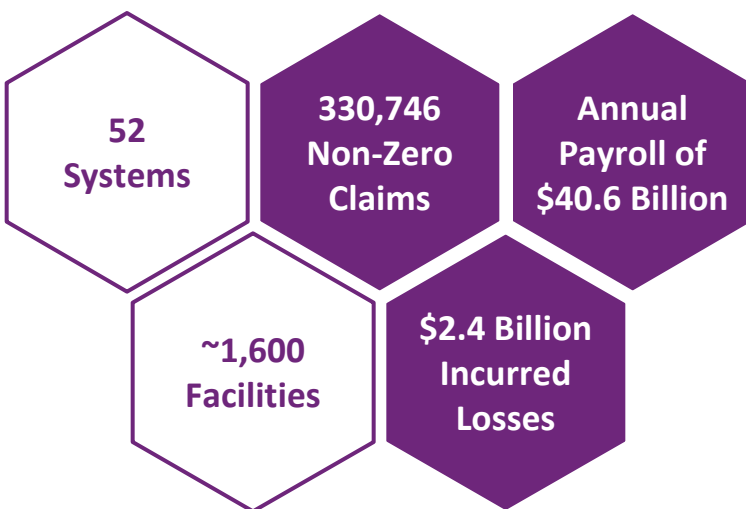 52
Systems
330,746
Non-Zero
Claims
Annual
Payroll of
$40.6 Billion
~1,600
Facilities
$2.4 Billion
Incurred
Losses